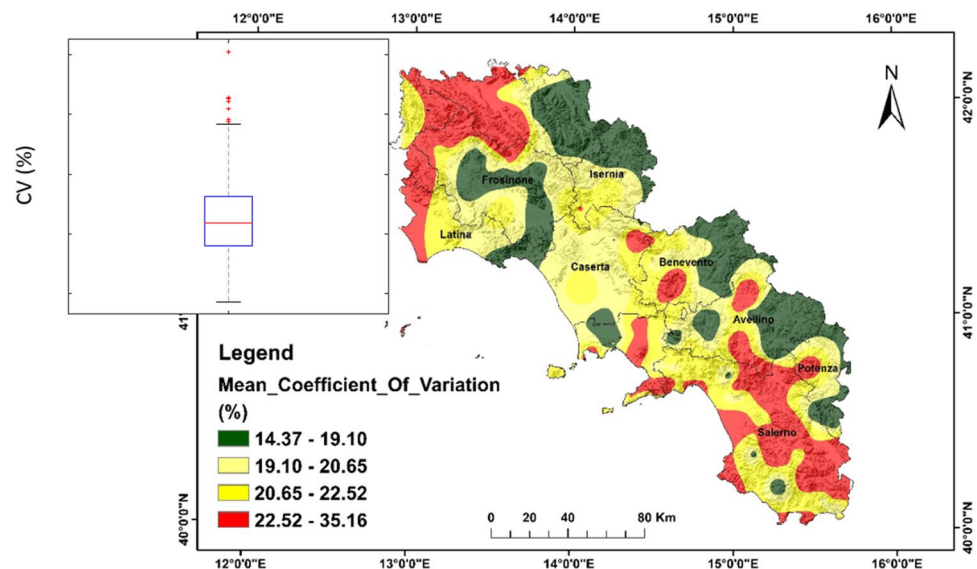 12°0'0"E 13°0'0"E 14°0'0"E 15°0'0"E 16°0'0"E
N
42°0'0"N
42°0'0"N
CV (%)
Frosinone
Isernia
Latina
Caserta
Benevento
41°0'0"N
Avellino
Potenza
Salerno
Legend
Mean_Coefficient_Of_Variation
(%)
14.37 - 19.10
19.10 - 20.65
20.65 - 22.52
22.52 - 35.16
0 20 40 80 Km
40°0'0"N
40°0'0"N
12°0'0"E 13°0'0"E 14°0'0"E 15°0'0"E 16°0'0"E